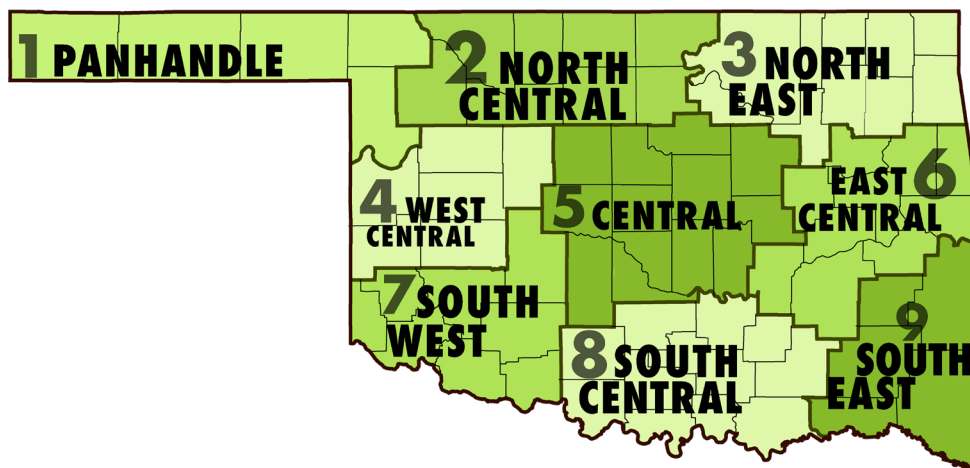 1 PANHANDLE
2 NORTH
CENTRAL
3 NORTH
EAST
4 WEST
CENTRAL
5 CENTRAL
EAST 6
CENTRAL
7 SOUTH
WEST
8 SOUTH
CENTRAL
9
SOUTH
EAST